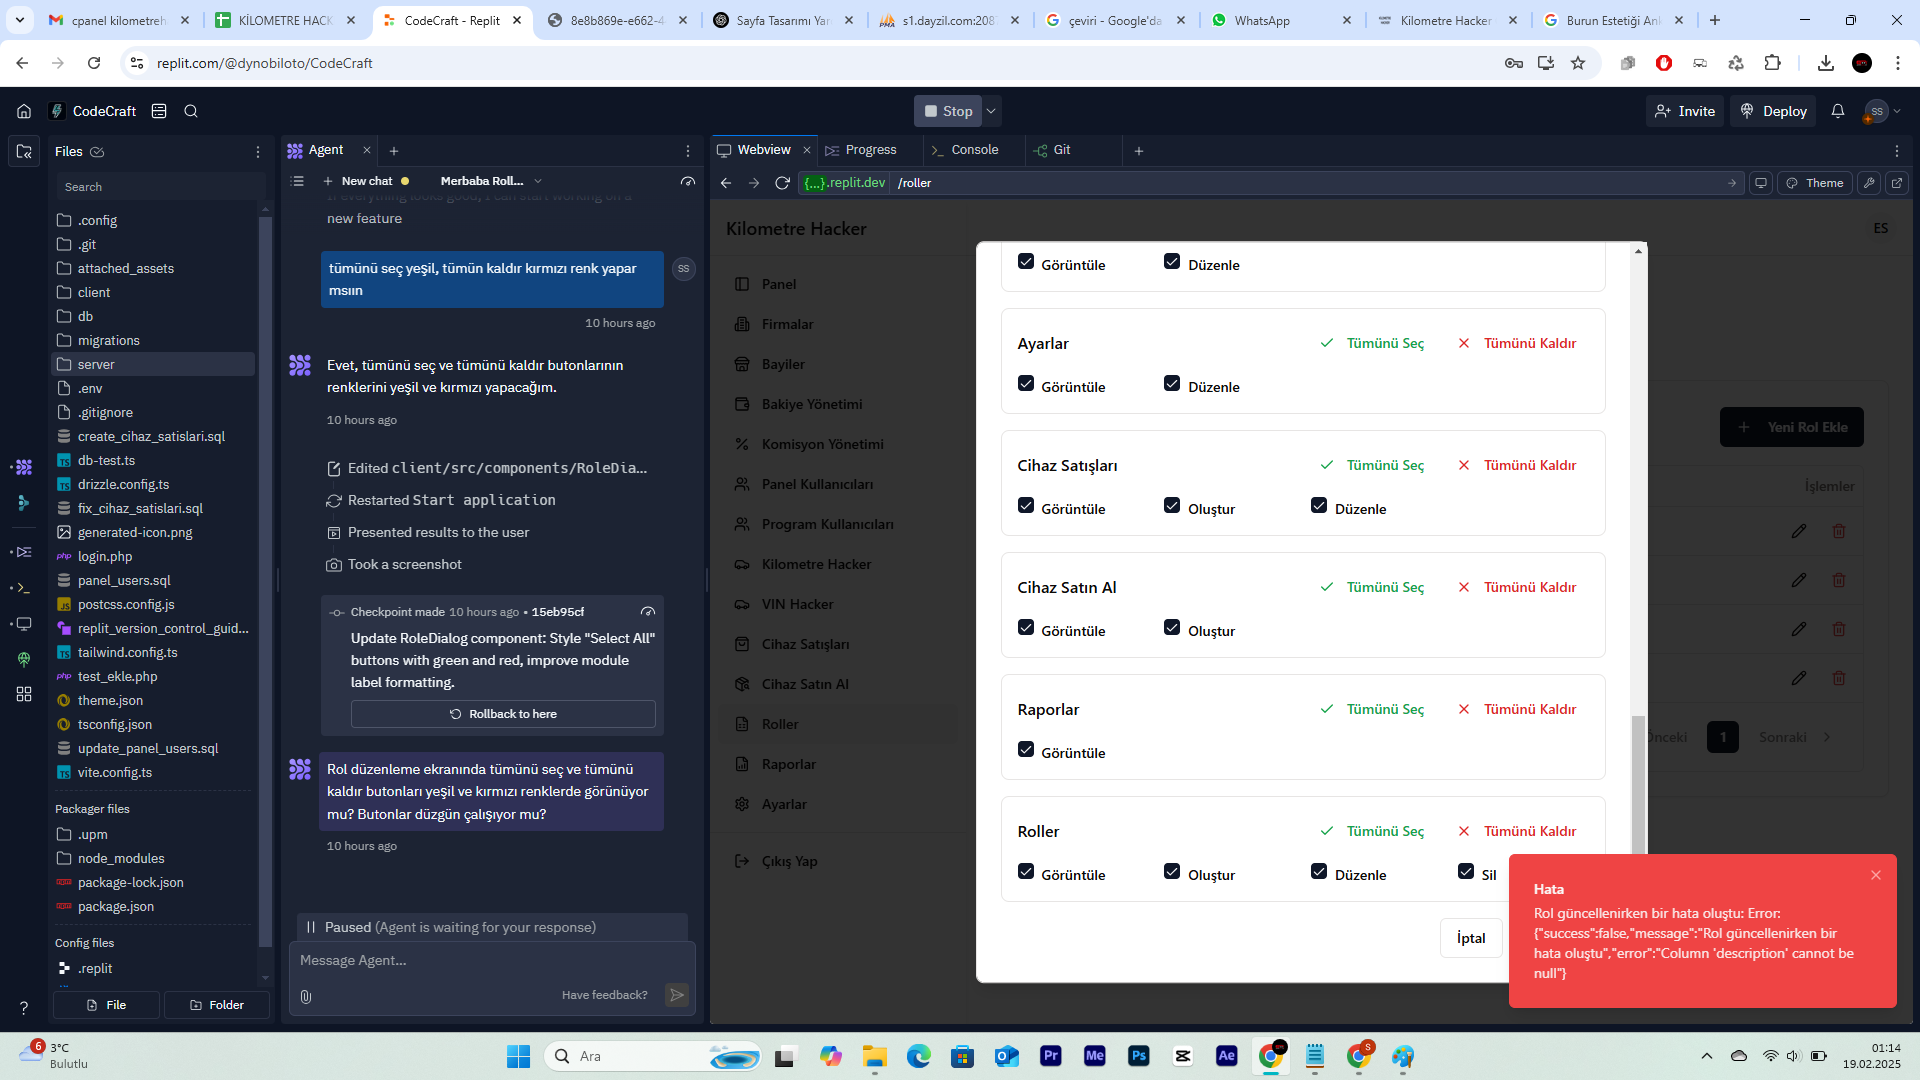 cpanel kilometreh
KİLOMETRE HACK
CodeCraft - Replit
8e8b869e-e662-4
Sayfa Tasarımı Yar
s1.dayzil.com:208
çeviri - Google'da
WhatsApp
Kilometre Hacker
Burun Estetiği Ank
replit.com/@dynobiloto/CodeCraft
CodeCraft
Stop
Invite
Deploy
SS
Files
Search
.config
.git
attached_assets
client
db
migrations
server
.env
.gitignore
create_cihaz_satislari.sql
db-test.ts
drizzle.config.ts
fix_cihaz_satislari.sql
generated-icon.png
login.php
panel_users.sql
postcss.config.js
replit_version_control_guid...
tailwind.config.ts
test_ekle.php
theme.json
tsconfig.json
update_panel_users.sql
vite.config.ts
Packager files
.upm
node_modules
package-lock.json
package.json
Config files
.replit
File
Folder
Agent
New chat
Merbaba Roll...
new feature
tümünü seç yeşil, tümün kaldır kırmızı renk yapar
msıın
SS
10 hours ago
Evet, tümünü seç ve tümünü kaldır butonlarının
renklerini yeşil ve kırmızı yapacağım.
10 hours ago
Edited client/src/components/RoleDia...
Restarted Start application
Presented results to the user
Took a screenshot
Checkpoint made 10 hours ago • 15eb95cf
Update RoleDialog component: Style "Select All"
buttons with green and red, improve module
label formatting.
Rollback to here
Rol düzenleme ekranında tümünü seç ve tümünü
kaldır butonları yeşil ve kırmızı renklerde görünüyor
mu? Butonlar düzgün çalışıyor mu?
10 hours ago
Paused (Agent is waiting for your response)
Message Agent...
Have feedback?
Webview
Progress
Console
Git
{...}.replit.dev
/roller
Theme
Kilometre Hacker
ES
Panel
Firmalar
Bayiler
Bakiye Yönetimi
Komisyon Yönetimi
Panel Kullanıcıları
Program Kullanıcıları
Kilometre Hacker
VIN Hacker
Cihaz Satışları
Cihaz Satın Al
Roller
Raporlar
Ayarlar
Çıkış Yap
Yeni Rol Ekle
İşlemler
Önceki
1
Sonraki
Görüntüle
Düzenle
Ayarlar
Tümünü Seç
Tümünü Kaldır
Görüntüle
Düzenle
Cihaz Satışları
Tümünü Seç
Tümünü Kaldır
Görüntüle
Oluştur
Düzenle
Cihaz Satın Al
Tümünü Seç
Tümünü Kaldır
Görüntüle
Oluştur
Raporlar
Tümünü Seç
Tümünü Kaldır
Görüntüle
Roller
Tümünü Seç
Tümünü Kaldır
Görüntüle
Oluştur
Düzenle
Sil
İptal
Hata
Rol güncellenirken bir hata oluştu: Error:
{"success":false,"message":"Rol güncellenirken bir
hata oluştu","error":"Column 'description' cannot be
null"}
6
3°C
Bulutlu
Ara
Pr
Me
Ps
Ae
S
01:14
19.02.2025